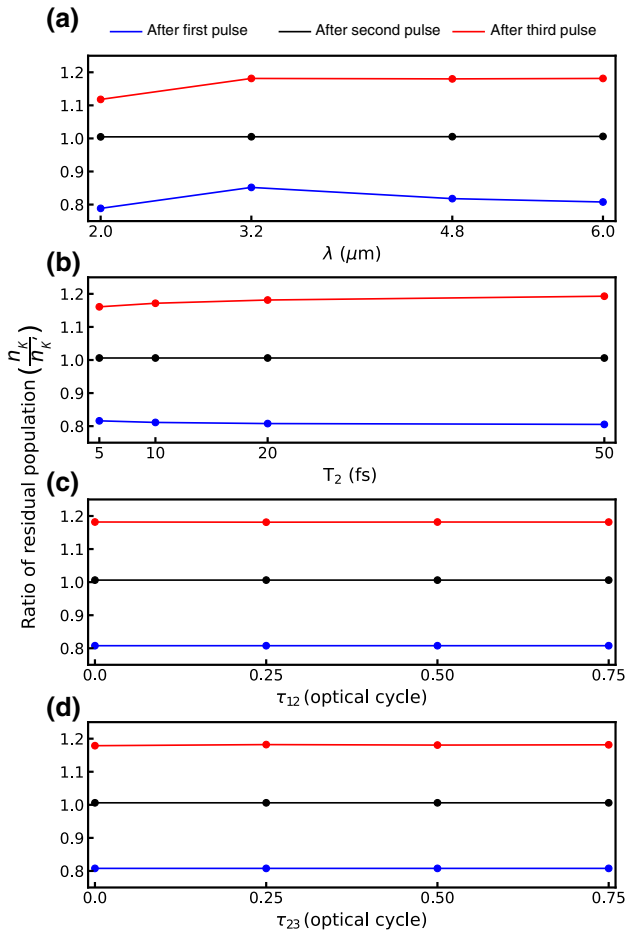 (a)
After first pulse After second pulse After third pulse
1.2
1.1
1.0
0.9
0.8
2.0 3.2 4.8 6.0
λ (μm)
(b)
1.2
1.1
1.0
0.9
0.8
5 10 20 50
T₂ (fs)
Ratio of residual population (n_K/n_K′)
(c)
1.2
1.1
1.0
0.9
0.8
0.0 0.25 0.50 0.75
τ₁₂ (optical cycle)
(d)
1.2
1.1
1.0
0.9
0.8
0.0 0.25 0.50 0.75
τ₂₃ (optical cycle)